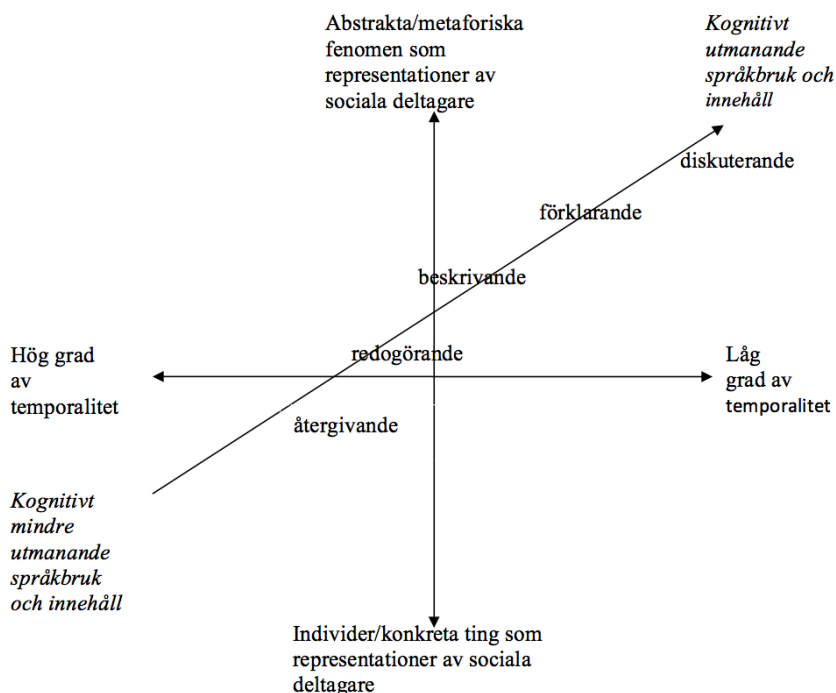 Abstrakta/metaforiska
fenomen som
representationer av
sociala deltagare
Kognitivt
utmanande
språkbruk och
innehåll
diskuterande
förklarande
beskrivande
redogörande
Hög grad
av
temporalitet
Låg
grad av
temporalitet
återgivande
Kognitivt
mindre
utmanande
språkbruk
och innehåll
Individer/konkreta ting som
representationer av sociala
deltagare